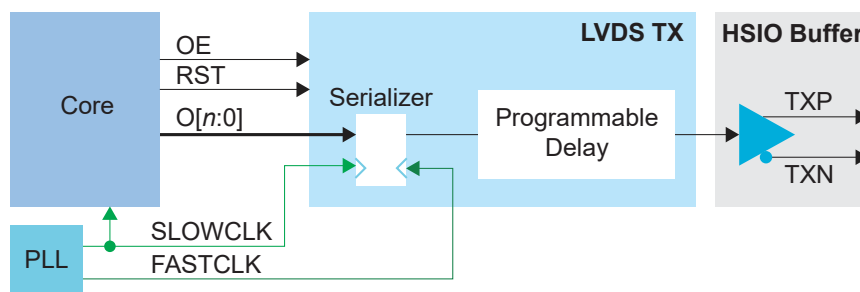 LVDS TX
HSIO Buffer
OE
RST
O[n:0]
Core
Serializer
Programmable
Delay
TXP
TXN
SLOWCLK
FASTCLK
PLL